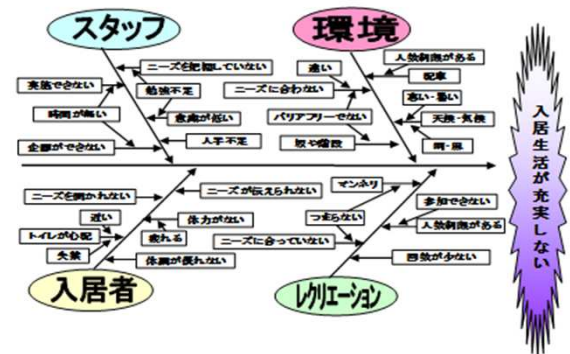 スタッフ
環境
ニーズを把握していない
実施できない
勉強不足
時間が無い
意識が低い
人手不足
企画ができない
人数制限がある
遠い
配車
ニーズに合わない
寒い・暑い
バリアフリーでない
天候・気候
坂や階段
雨・風
入居生活が充実しない
ニーズを聞かれない
ニーズが伝えられない
近い
体力がない
トイレが心配
疲れる
失禁
体調が優れない
マンネリ
参加できない
つまらない
人数制限がある
ニーズに合っていない
回数が少ない
入居者
レクリエーション